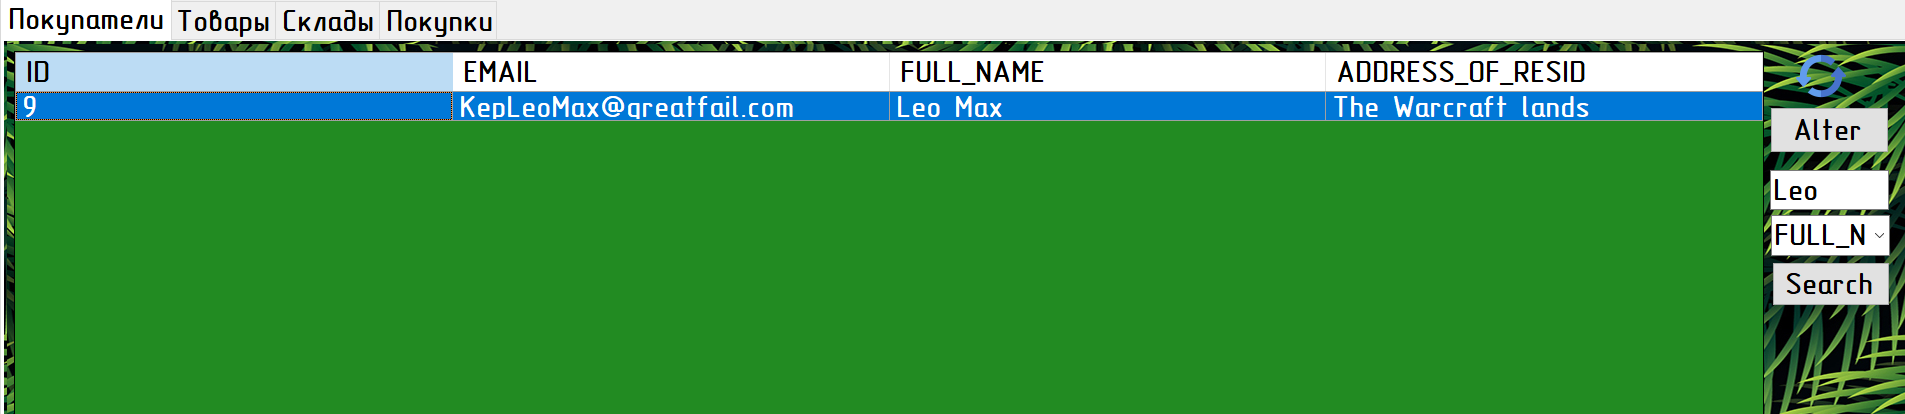 Покупатели Товары Склады Покупки
ID EMAIL FULL_NAME ADDRESS_OF_RESID
9 KepLeoMax@greatfail.com Leo Max The Warcraft lands
Alter
Leo
FULL_N
Search